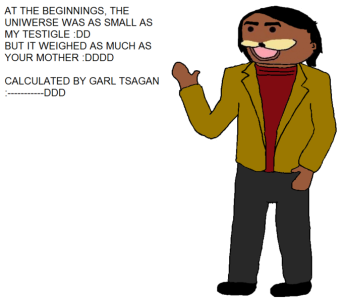 AT THE BEGINNINGS, THE
UNIWERSE WAS AS SMALL AS
MY TESTIGLE :DD
BUT IT WEIGHED AS MUCH AS
YOUR MOTHER :DDDD
CALCULATED BY GARL TSAGAN
:-----------DDD